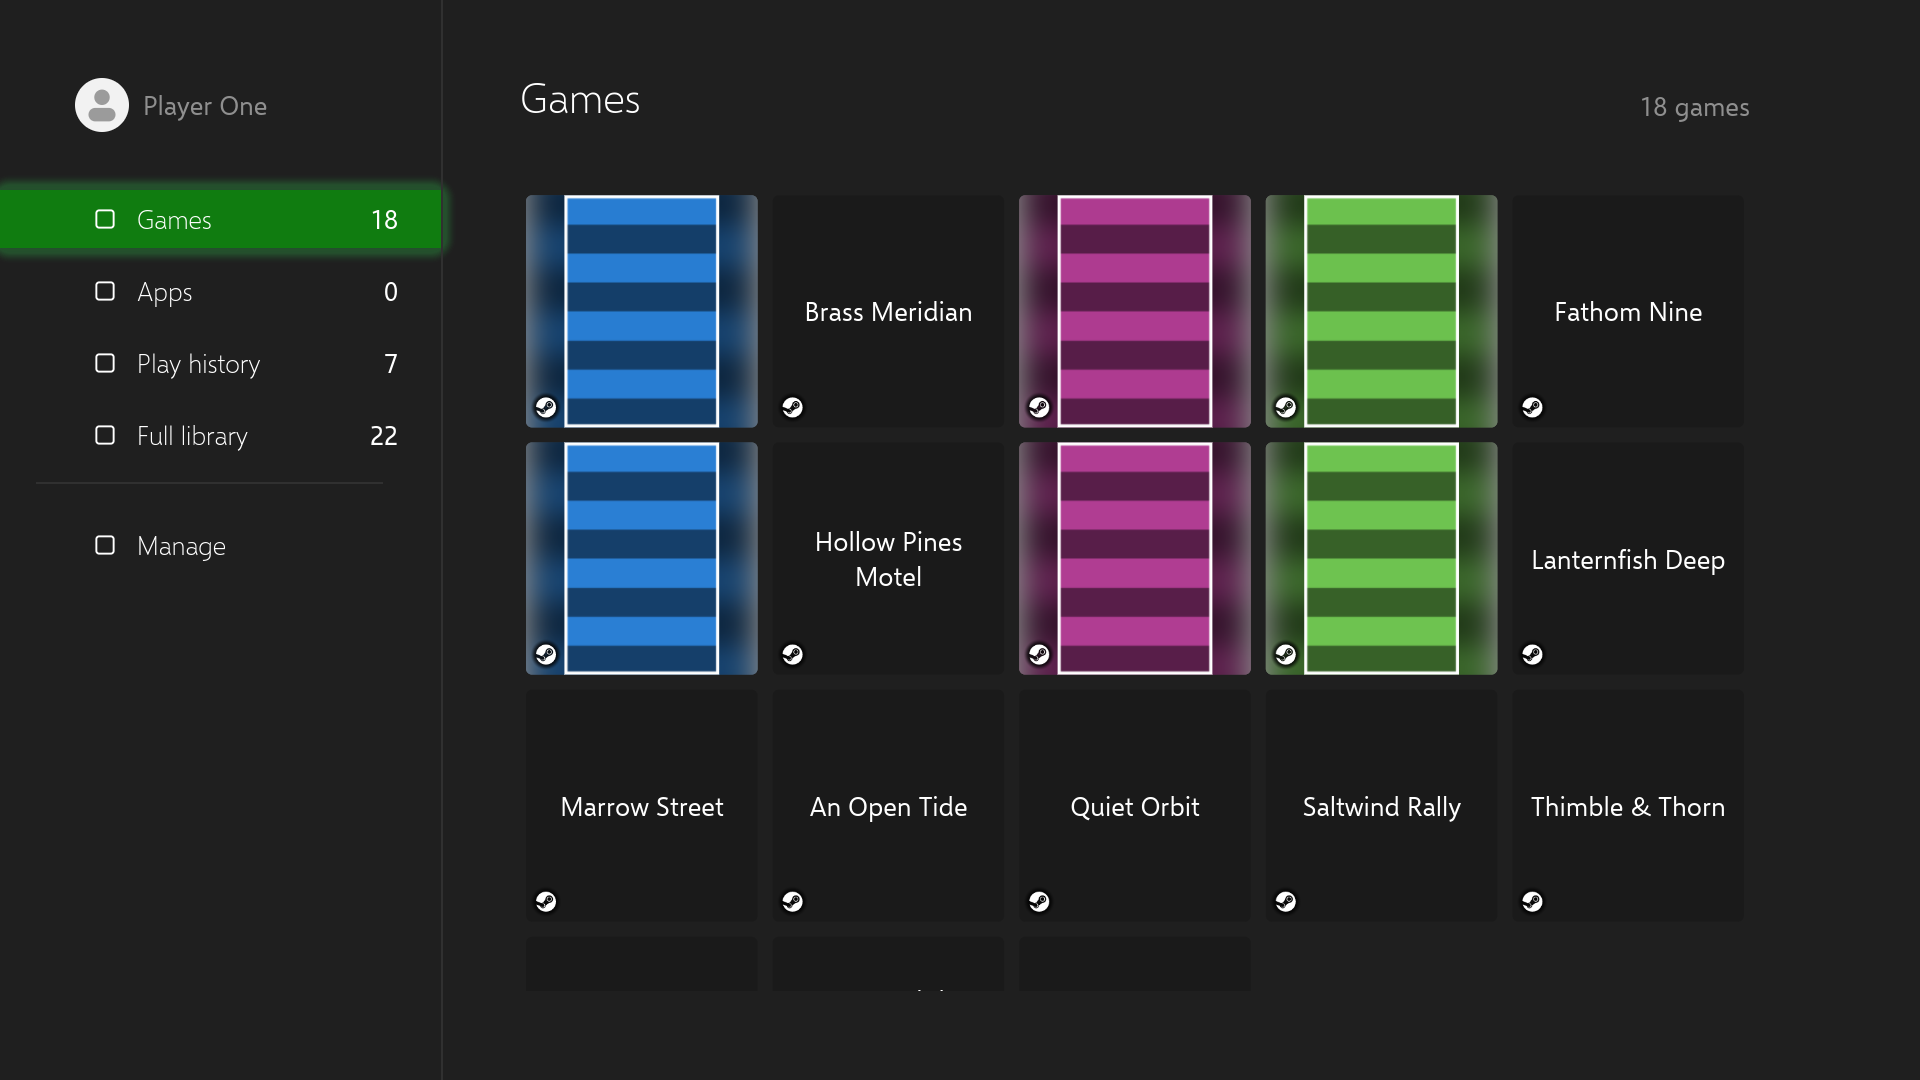 Player One
Games 18
Apps 0
Play history 7
Full library 22
Manage
Games
18 games
Brass Meridian
Fathom Nine
Hollow Pines
Motel
Lanternfish Deep
Marrow Street
An Open Tide
Quiet Orbit
Saltwind Rally
Thimble & Thorn